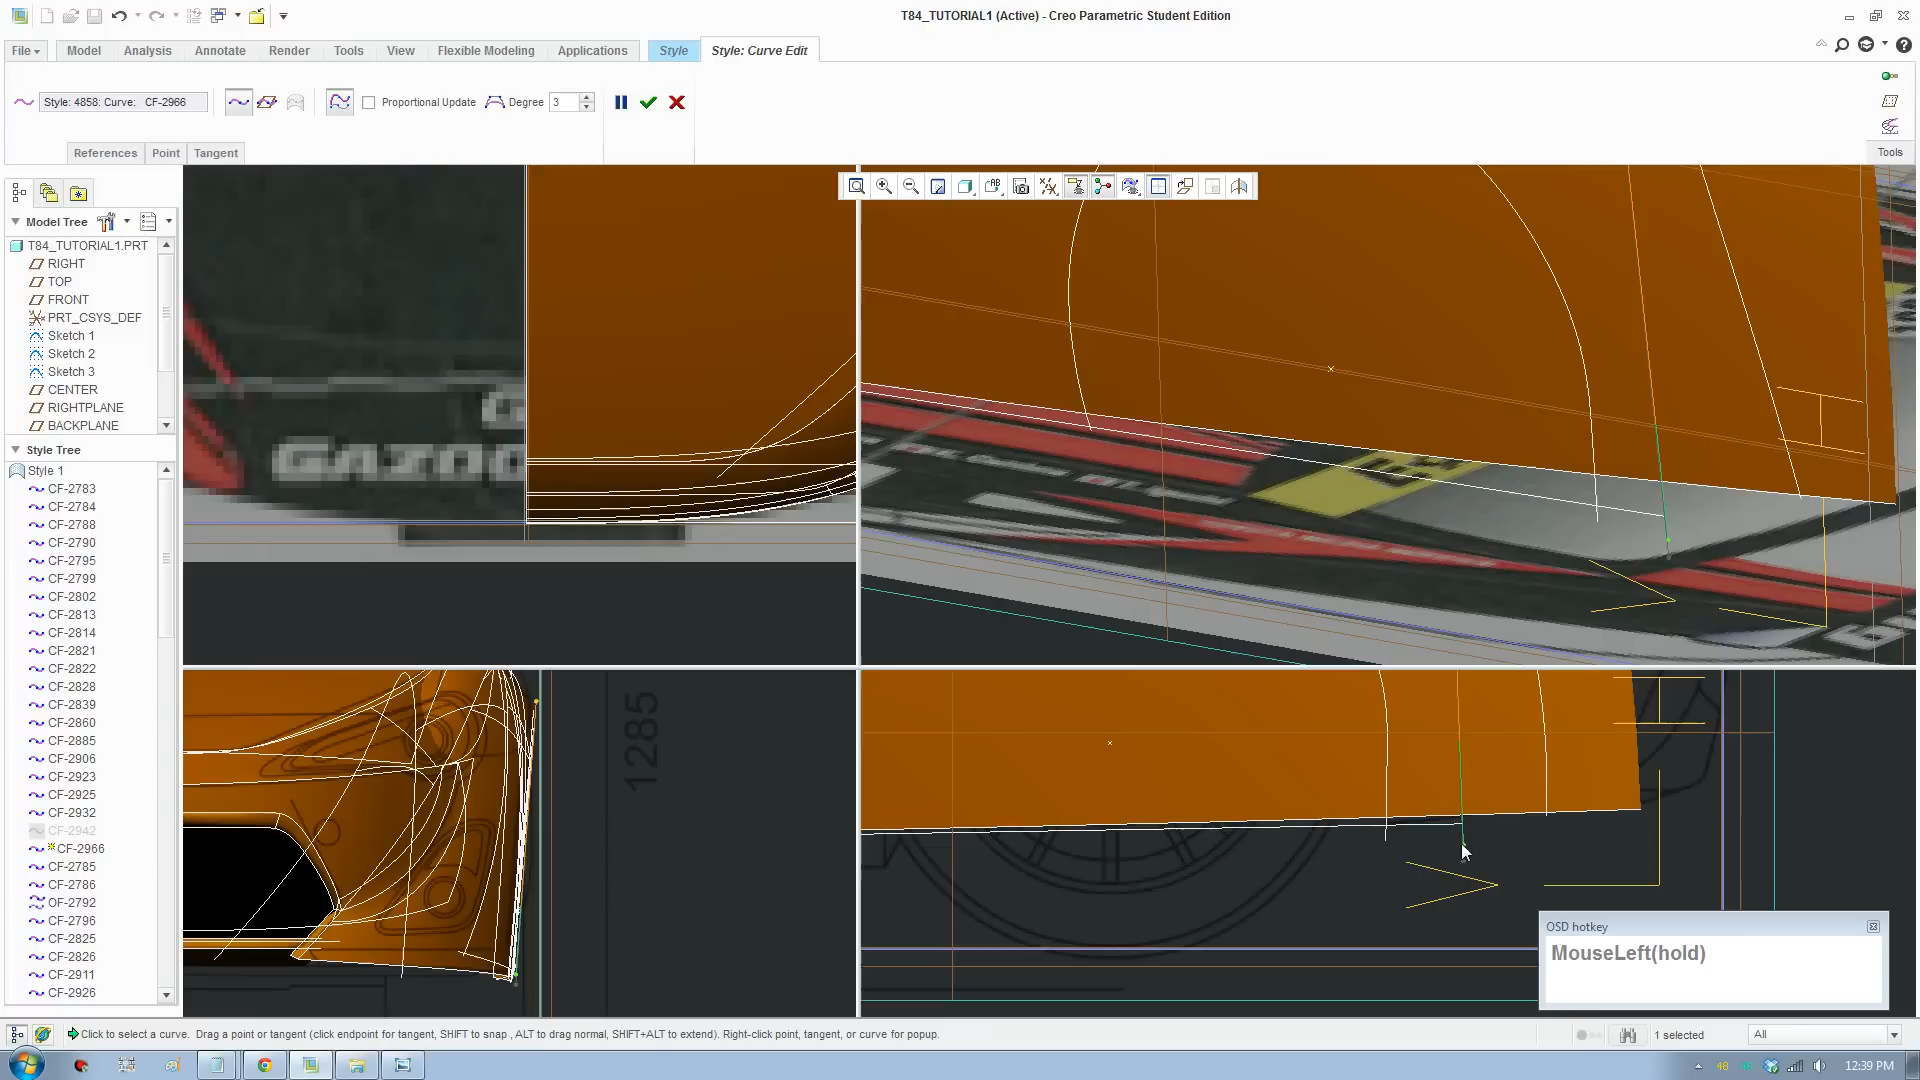 T84_TUTORIAL1 (Active) - Creo Parametric Student Edition
File
Model
Analysis
Annotate
Render
Tools
View
Flexible Modeling
Applications
Style
Style: Curve Edit
Style: 4858: Curve: CF-2966
Proportional Update
Degree
3
References
Point
Tangent
Tools
Model Tree
T84_TUTORIAL1.PRT
RIGHT
TOP
FRONT
PRT_CSYS_DEF
Sketch 1
Sketch 2
Sketch 3
CENTER
RIGHTPLANE
BACKPLANE
Style Tree
Style 1
CF-2783
CF-2784
CF-2788
CF-2790
CF-2795
CF-2799
CF-2802
CF-2813
CF-2814
CF-2821
CF-2822
CF-2828
CF-2839
CF-2860
CF-2885
CF-2906
CF-2923
CF-2925
CF-2932
CF-2942
CF-2966
CF-2785
CF-2786
OF-2792
CF-2796
CF-2825
CF-2826
CF-2911
CF-2926
1285
OSD hotkey
MouseLeft(hold)
Click to select a curve. Drag a point or tangent (click endpoint for tangent, SHIFT to snap , ALT to drag normal, SHIFT+ALT to extend). Right-click point, tangent, or curve for popup.
1 selected
All
48
12:39 PM